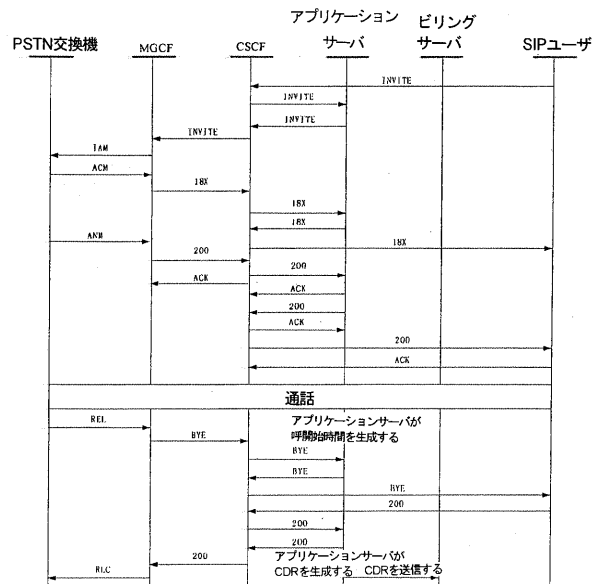 アプリケーション ビリング
PSTN交換機 MGCF CSCF サーバ サーバ SIPユーザ
INVITE
INVITE
INVITE
INVITE
IAM
ACM
18X
18X
18X
ANM
18X
200
200
ACK
ACK
200
ACK
200
ACK
通話
REL
アプリケーションサーバが
呼開始時間を生成する
BYE
BYE
BYE
BYE
200
200
200
200
アプリケーションサーバが
CDRを生成する CDRを送信する
RLC